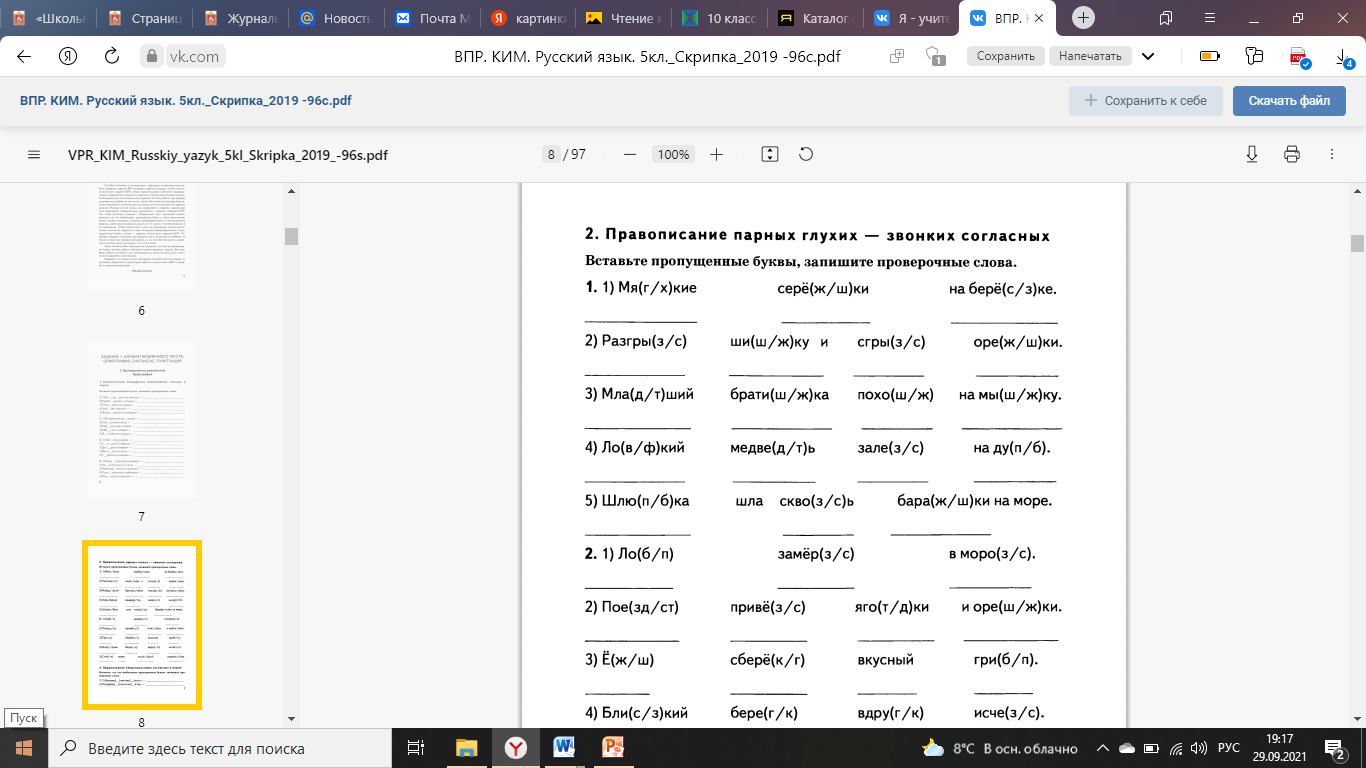 «Школь
Страниц
Журналь
Новость
Почта М
картинк
Чтение к
10 класс
Каталог
Я - учите
ВПР. К
vk.com
ВПР. КИМ. Русский язык. 5кл._Скрипка_2019 -96с.pdf
1
Сохранить
Напечатать
4
ВПР. КИМ. Русский язык. 5кл._Скрипка_2019 -96с.pdf
+ Сохранить к себе
Скачать файл
VPR_KIM_Russkiy_yazyk_5kl_Skripka_2019_-96s.pdf
8 / 97
100%
6
7
8
2. Правописание парных глухих — звонких согласных
Вставьте пропущенные буквы, запишите проверочные слова.
1. 1) Мя(г/х)кие серё(ж/ш)ки на берё(с/з)ке.
2) Разгры(з/с) ши(ш/ж)ку и сгры(з/с) оре(ж/ш)ки.
3) Мла(д/т)ший брати(ш/ж)ка похо(ш/ж) на мы(ш/ж)ку.
4) Ло(в/ф)кий медве(д/т)ь зале(з/с) на ду(п/б).
5) Шлю(п/б)ка шла скво(з/с)ь бара(ж/ш)ки на море.
2. 1) Ло(б/п) замёр(з/с) в моро(з/с).
2) Пое(зд/ст) привё(з/с) яго(т/д)ки и оре(ш/ж)ки.
3) Ё(ж/ш) сберё(к/г) вкусный гри(б/п).
4) Бли(с/з)кий бере(г/к) вдру(г/к) исче(з/с).
Пуск
Введите здесь текст для поиска
8°C В осн. облачно
РУС
19:17
29.09.2021
2